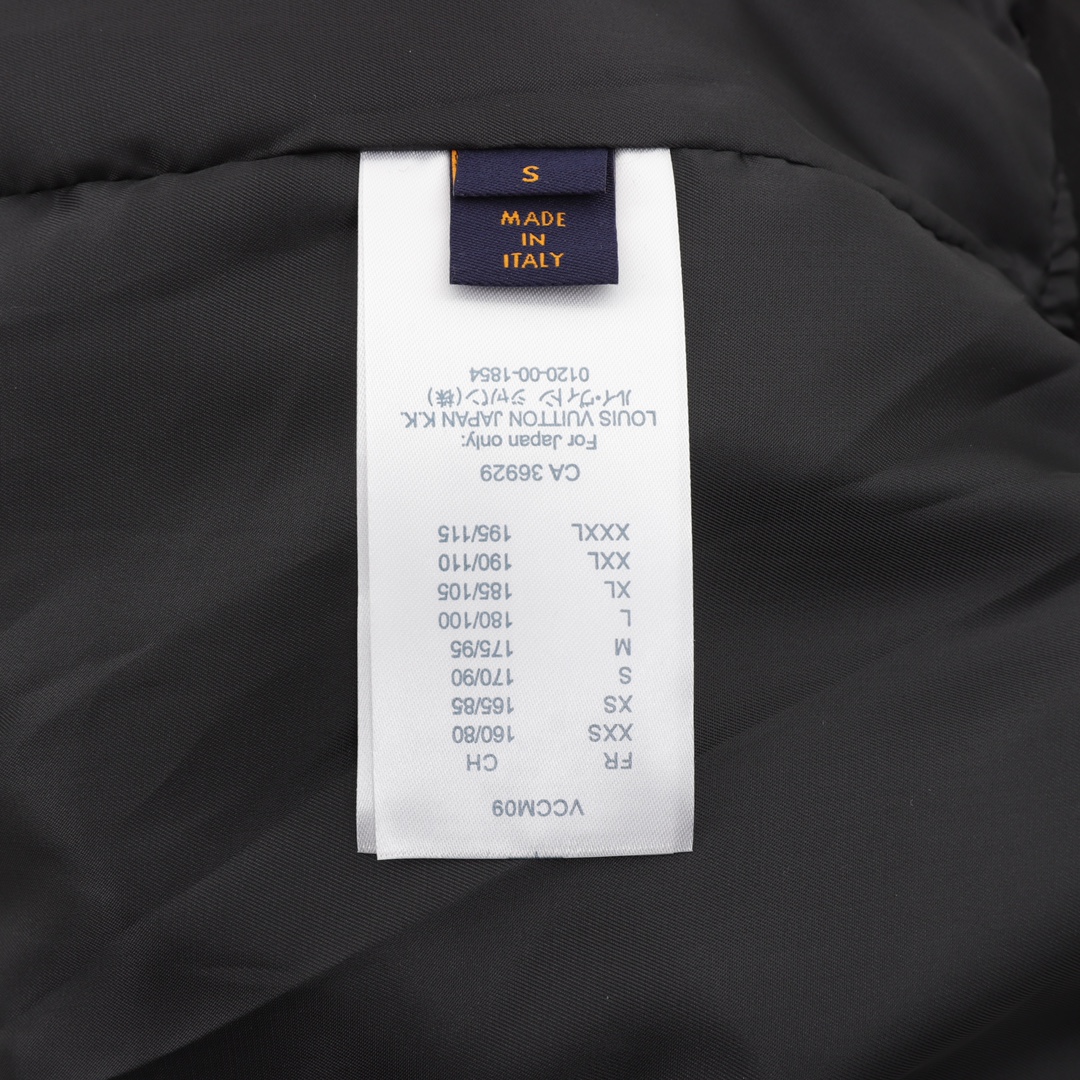 S
MADE
IN
ITALY
VCCM09
FR CH
XXS 160/80
XS 165/85
S 170/90
M 175/95
L 180/100
XL 185/105
XXL 190/110
XXXL 195/115
CA 36929
For Japan only:
LOUIS VUITTON JAPAN K.K.
ルイ・ヴィトン ジャパン(株)
0120-00-1854